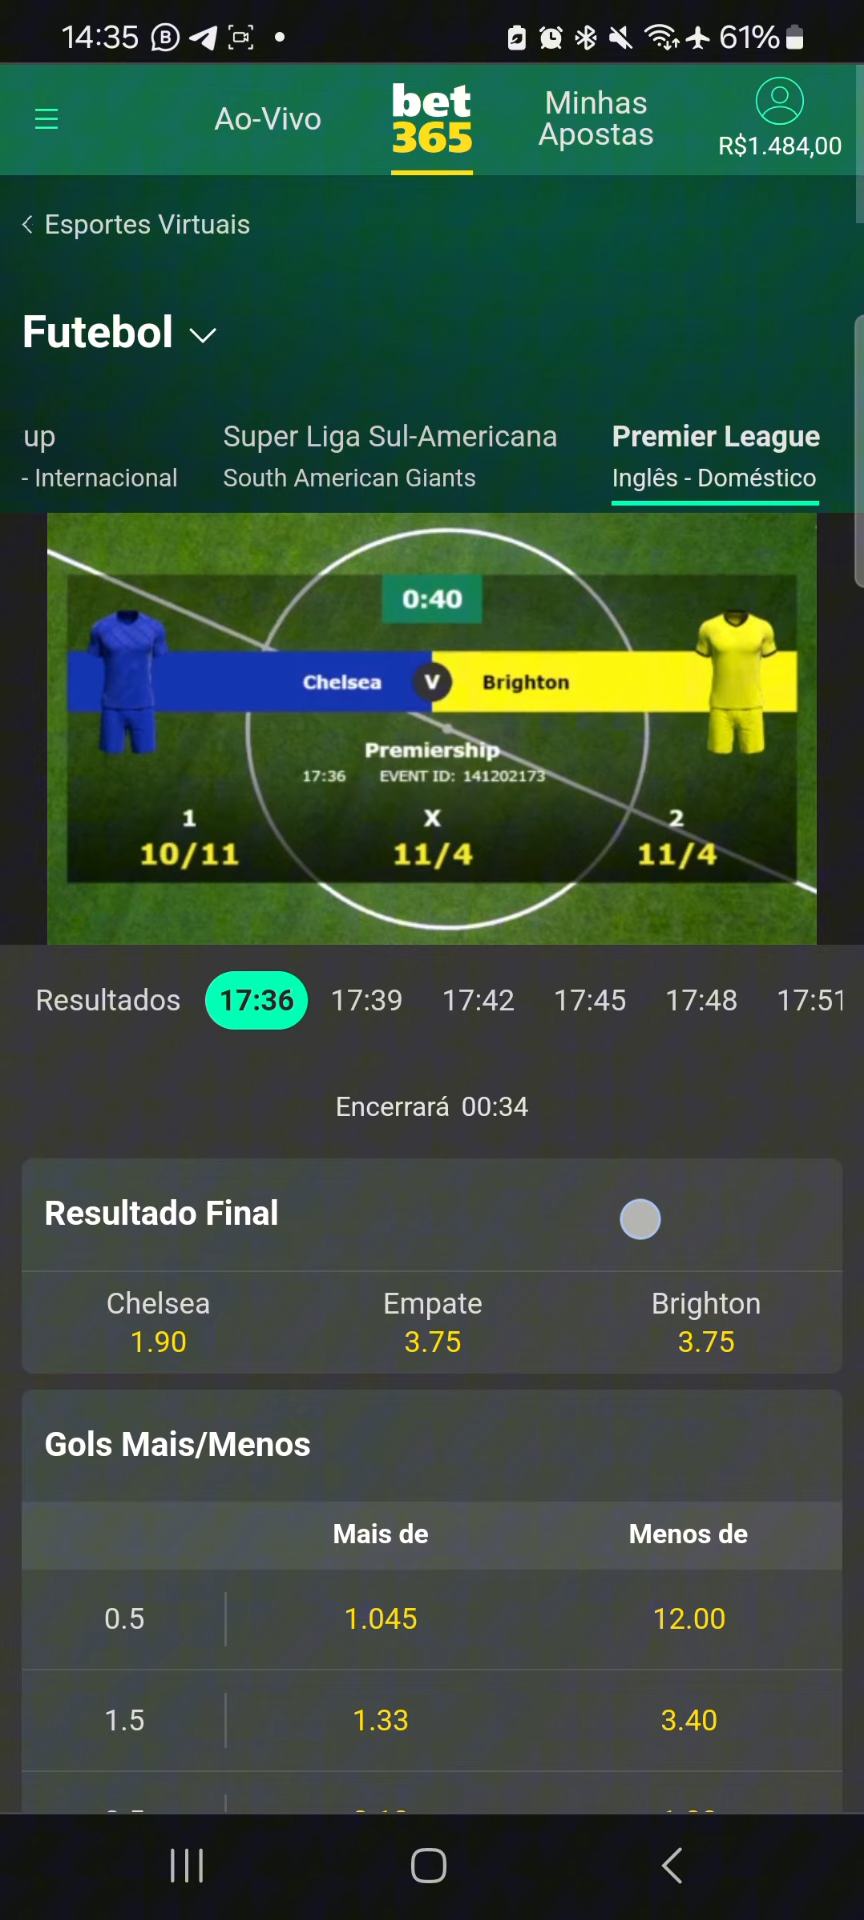 14:35
61%
Ao-Vivo
bet
365
Minhas
Apostas
R$1.484,00
Esportes Virtuais
Futebol
up
- Internacional
Super Liga Sul-Americana
South American Giants
Premier League
Inglês - Doméstico
0:40
Chelsea V Brighton
Premiership
17:36 EVENT ID: 141202173
1 X 2
10/11 11/4 11/4
Resultados 17:36 17:39 17:42 17:45 17:48 17:51
Encerrará 00:34
Resultado Final
Chelsea Empate Brighton
1.90 3.75 3.75
Gols Mais/Menos
Mais de Menos de
0.5 1.045 12.00
1.5 1.33 3.40